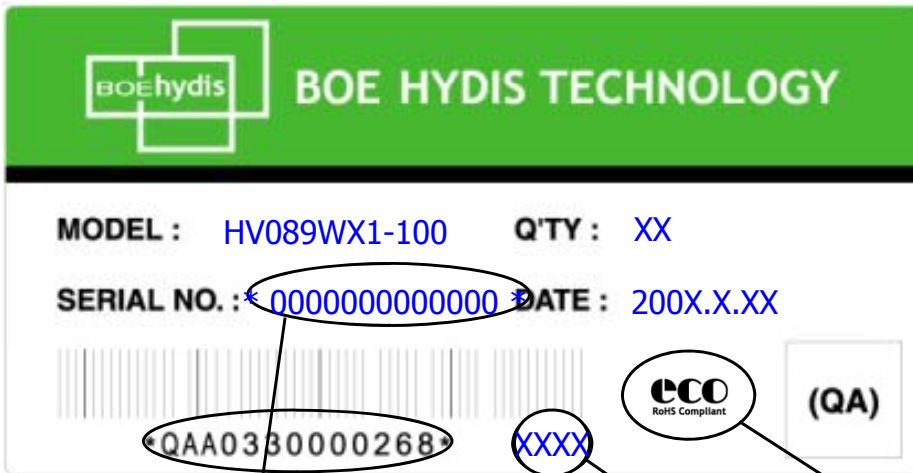 BOEhydis BOE HYDIS TECHNOLOGY
MODEL : HV089WX1-100 Q'TY : XX
SERIAL NO. : * 0000000000000 * DATE : 200X.X.XX
eco
RoHS Compliant
(QA)
*QAA0330000268* XXXX